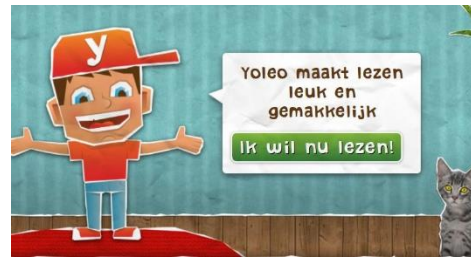 y
Yoleo maakt lezen
leuk en
gemakkelijk
Ik wil nu lezen!